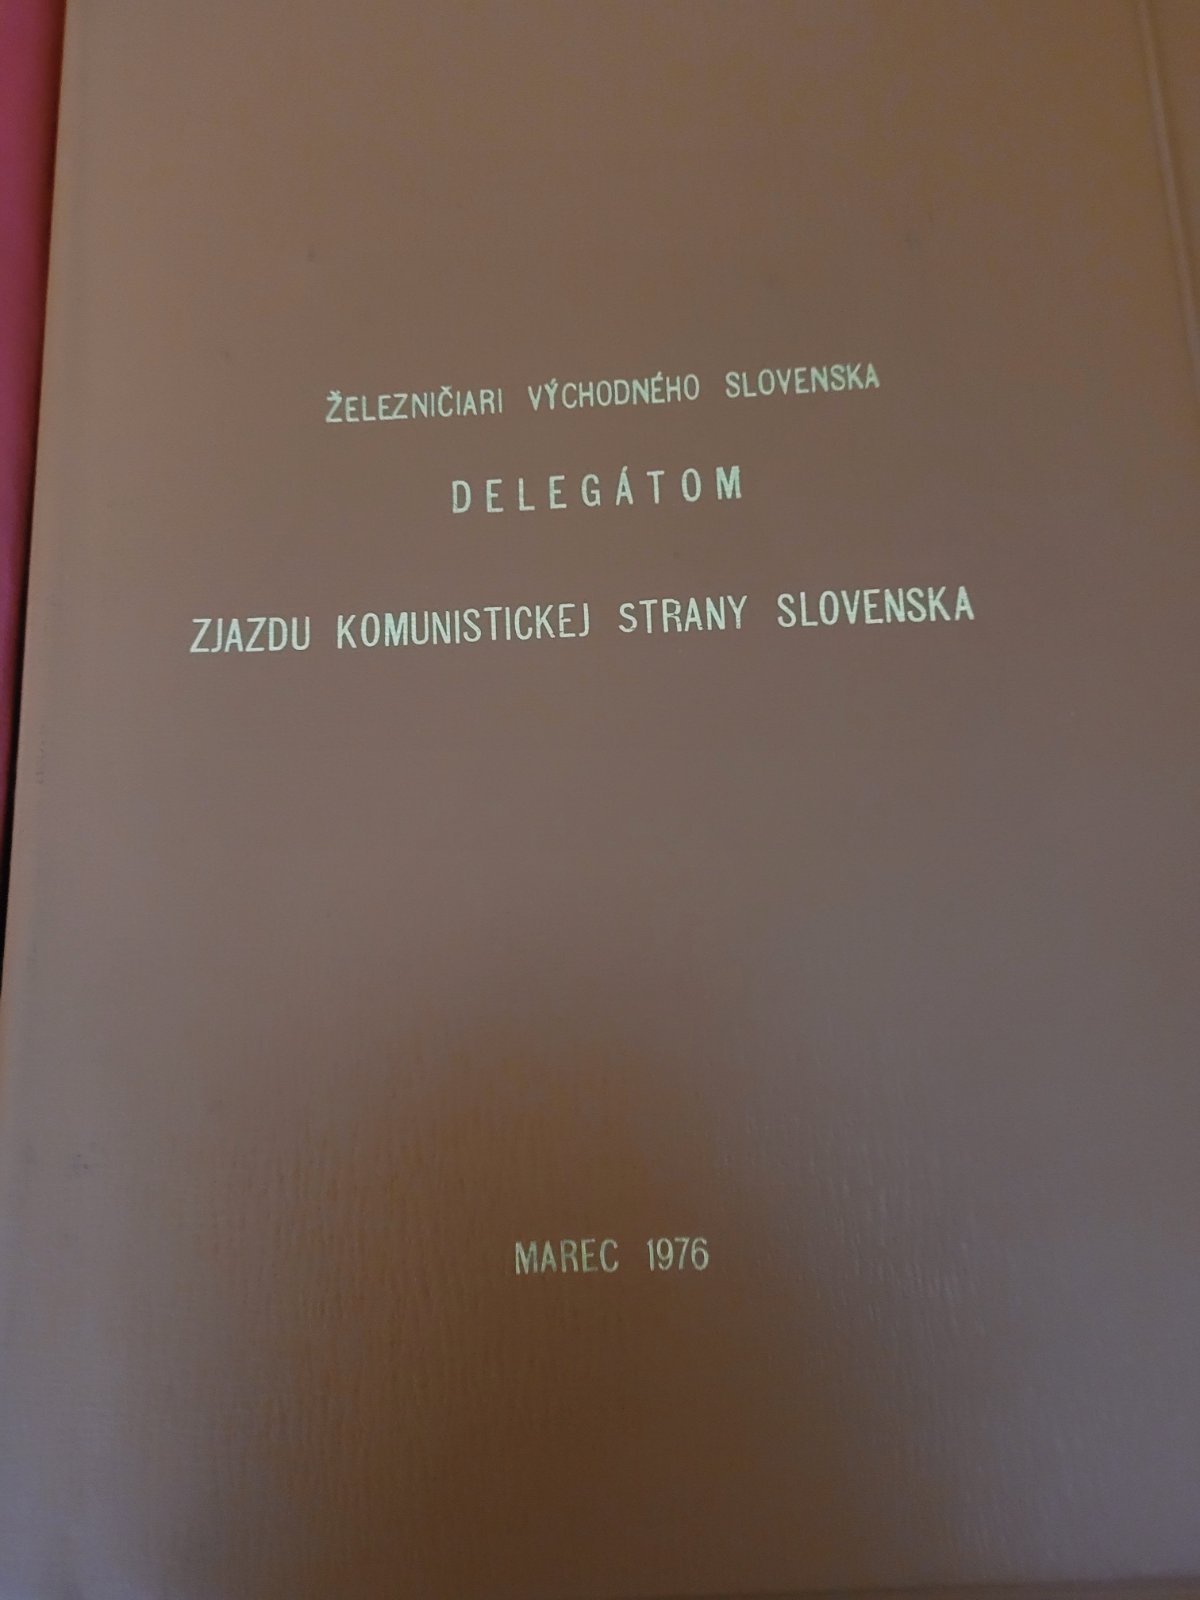 ŽELEZNIČIARI VÝCHODNÉHO SLOVENSKA
DELEGÁTOM
ZJAZDU KOMUNISTICKEJ STRANY SLOVENSKA
MAREC 1976